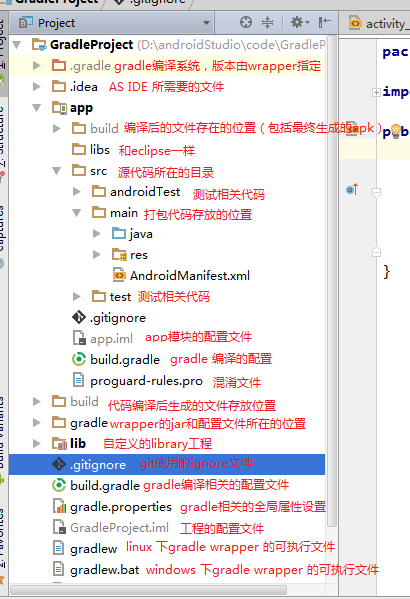 GradleProject .gitignore
Project activity_
GradleProject (D:\androidStudio\code\GradleP pac
.gradle gradle编译系统，版本由wrapper指定
.idea AS IDE 所需要的文件 impo
app
build 编译后的文件存在的位置（包括最终生成的apk） pub
libs 和eclipse一样
src 源代码所在的目录
androidTest 测试相关代码
main 打包代码存放的位置
java
res
AndroidManifest.xml }
test 测试相关代码
.gitignore
app.iml app模块的配置文件
build.gradle gradle 编译的配置
proguard-rules.pro 混淆文件
build 代码编译后生成的文件存放位置
gradle wrapper的jar和配置文件所在的位置
lib 自定义的library工程
.gitignore git使用的ignore文件
build.gradle gradle编译相关的配置文件
gradle.properties gradle相关的全局属性设置
GradleProject.iml 工程的配置文件
gradlew linux 下gradle wrapper 的可执行文件
gradlew.bat windows 下gradle wrapper 的可执行文件
Project
Z: Structure
Captures
Build Variants
2: Favorites